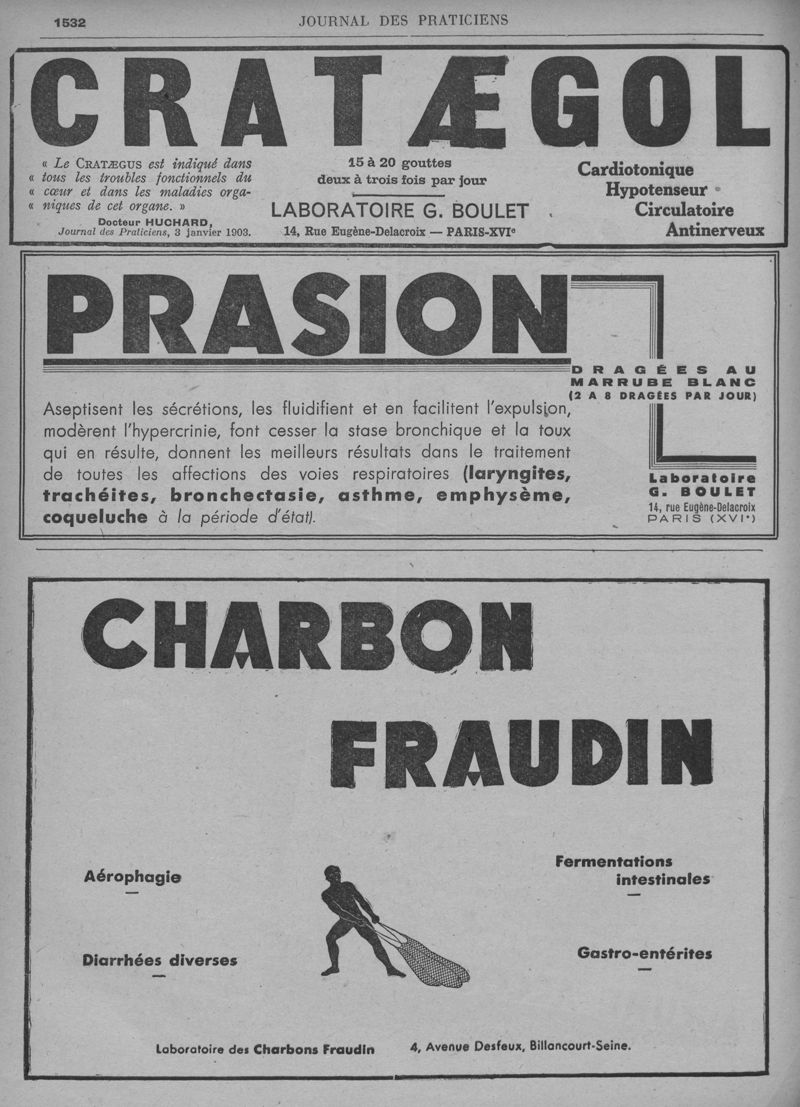 1532
JOURNAL DES PRATICIENS
CRATÆGOL
« Le CRATÆGUS est indiqué dans
« tous les troubles fonctionnels du
« cœur et dans les maladies orga-
« niques de cet organe. »
Docteur HUCHARD,
Journal des Praticiens, 3 janvier 1903.
15 à 20 gouttes
deux à trois fois par jour
LABORATOIRE G. BOULET
14, Rue Eugène-Delacroix — PARIS-XVIe
Cardiotonique
Hypotenseur
Circulatoire
Antinerveux
PRASION
DRAGÉES AU
MARRUBE BLANC
(2 A 8 DRAGÉES PAR JOUR)
Aseptisent les sécrétions, les fluidifient et en facilitent l'expulsion,
modèrent l'hypercrinie, font cesser la stase bronchique et la toux
qui en résulte, donnent les meilleurs résultats dans le traitement
de toutes les affections des voies respiratoires (laryngites,
trachéites, bronchectasie, asthme, emphysème,
coqueluche à la période d'état).
Laboratoire
G. BOULET
14, rue Eugène-Delacroix
PARIS (XVIe)
CHARBON
FRAUDIN
Aérophagie
Fermentations
intestinales
Diarrhées diverses
Gastro-entérites
Laboratoire des Charbons Fraudin 4, Avenue Desfeux, Billancourt-Seine.